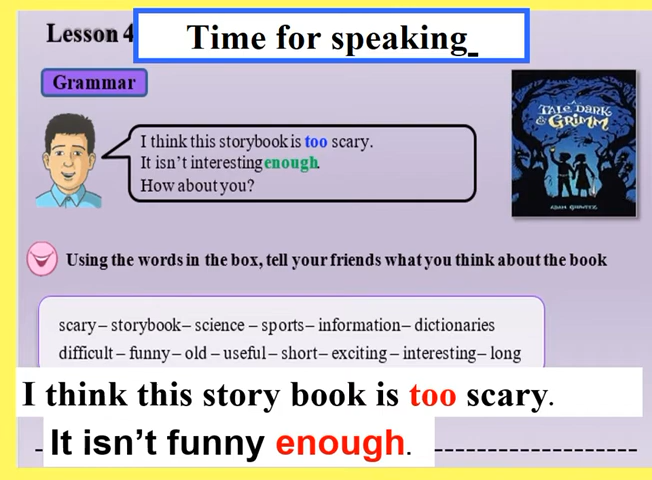 Lesson 4
Time for speaking_
Grammar
I think this storybook is too scary.
It isn't interesting enough.
How about you?
A
TALE DARK
& GRIMM
ADAM GIDWITZ
Using the words in the box, tell your friends what you think about the book
scary– storybook– science – sports– information– dictionaries
difficult – funny– old – useful– short– exciting – interesting– long
I think this story book is too scary.
It isn't funny enough.